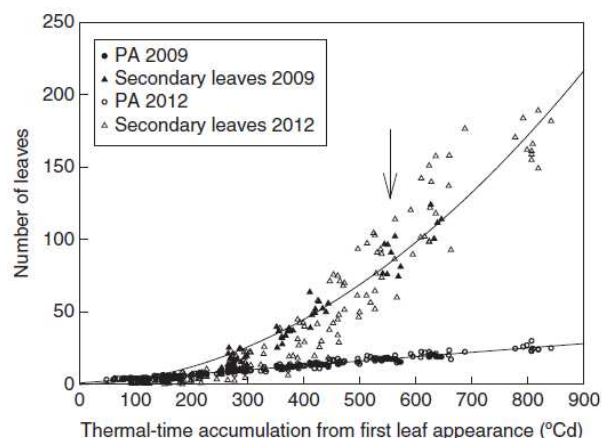 250
200
150
100
50
0
Number of leaves
PA 2009
Secondary leaves 2009
PA 2012
Secondary leaves 2012
0 100 200 300 400 500 600 700 800 900
Thermal-time accumulation from first leaf appearance (ºCd)